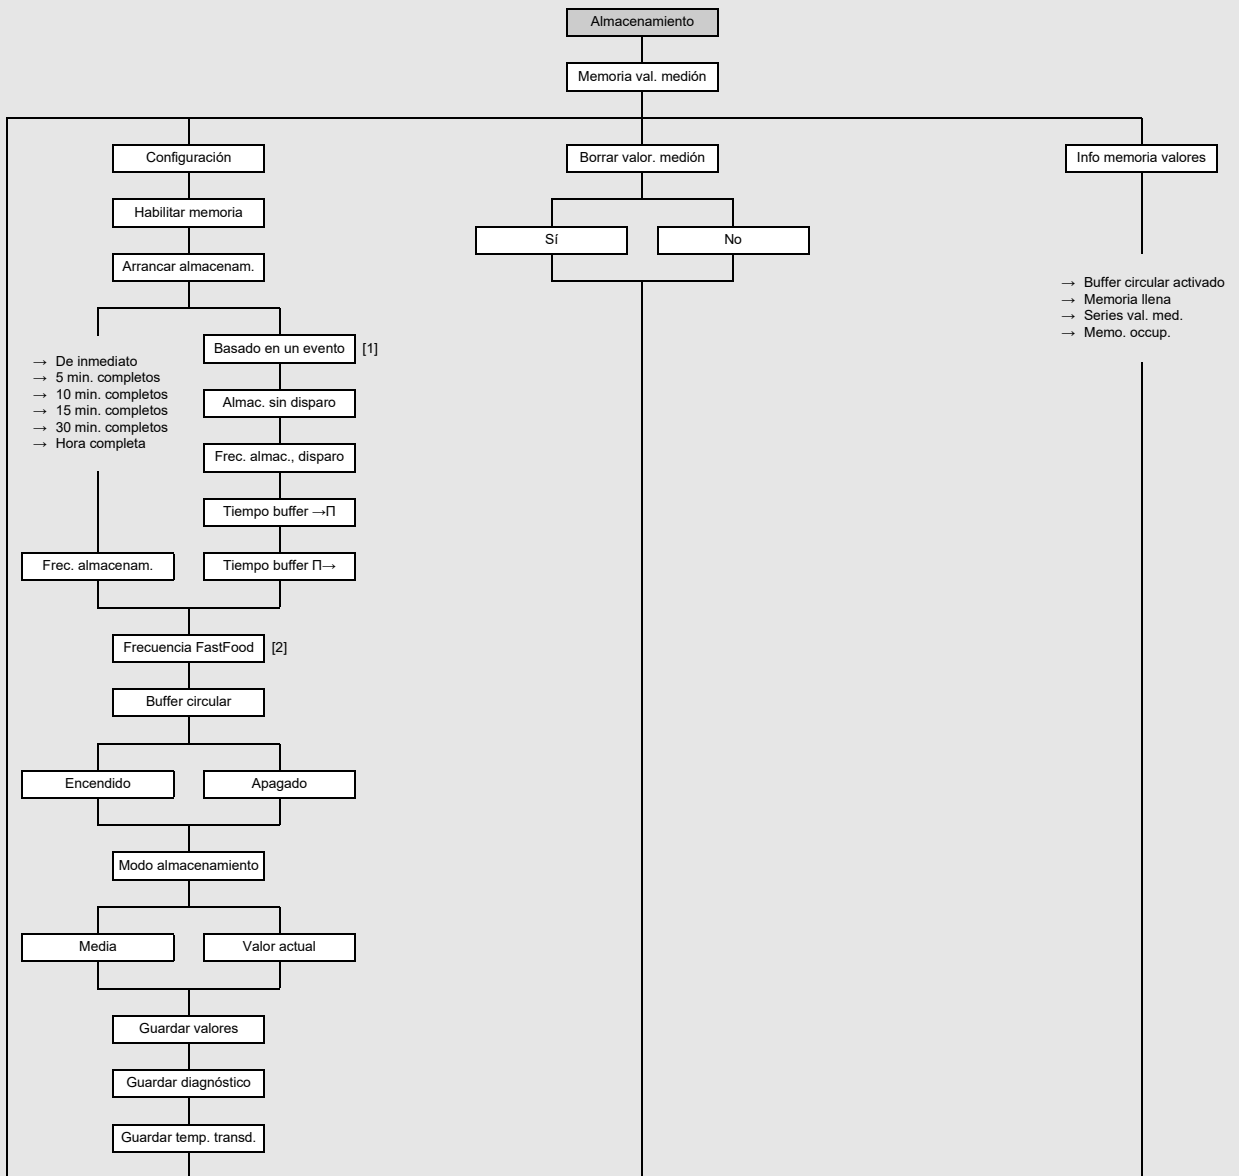 Almacenamiento
Memoria val. medión
Configuración
Habilitar memoria
Arrancar almacenam.
→ De inmediato
→ 5 min. completos
→ 10 min. completos
→ 15 min. completos
→ 30 min. completos
→ Hora completa
Frec. almacenam.
Basado en un evento [1]
Almac. sin disparo
Frec. almac., disparo
Tiempo buffer →Π
Tiempo buffer Π→
Frecuencia FastFood [2]
Buffer circular
Encendido
Apagado
Modo almacenamiento
Media
Valor actual
Guardar valores
Guardar diagnóstico
Guardar temp. transd.
Borrar valor. medión
Sí
No
Info memoria valores
→ Buffer circular activado
→ Memoria llena
→ Series val. med.
→ Memo. occup.